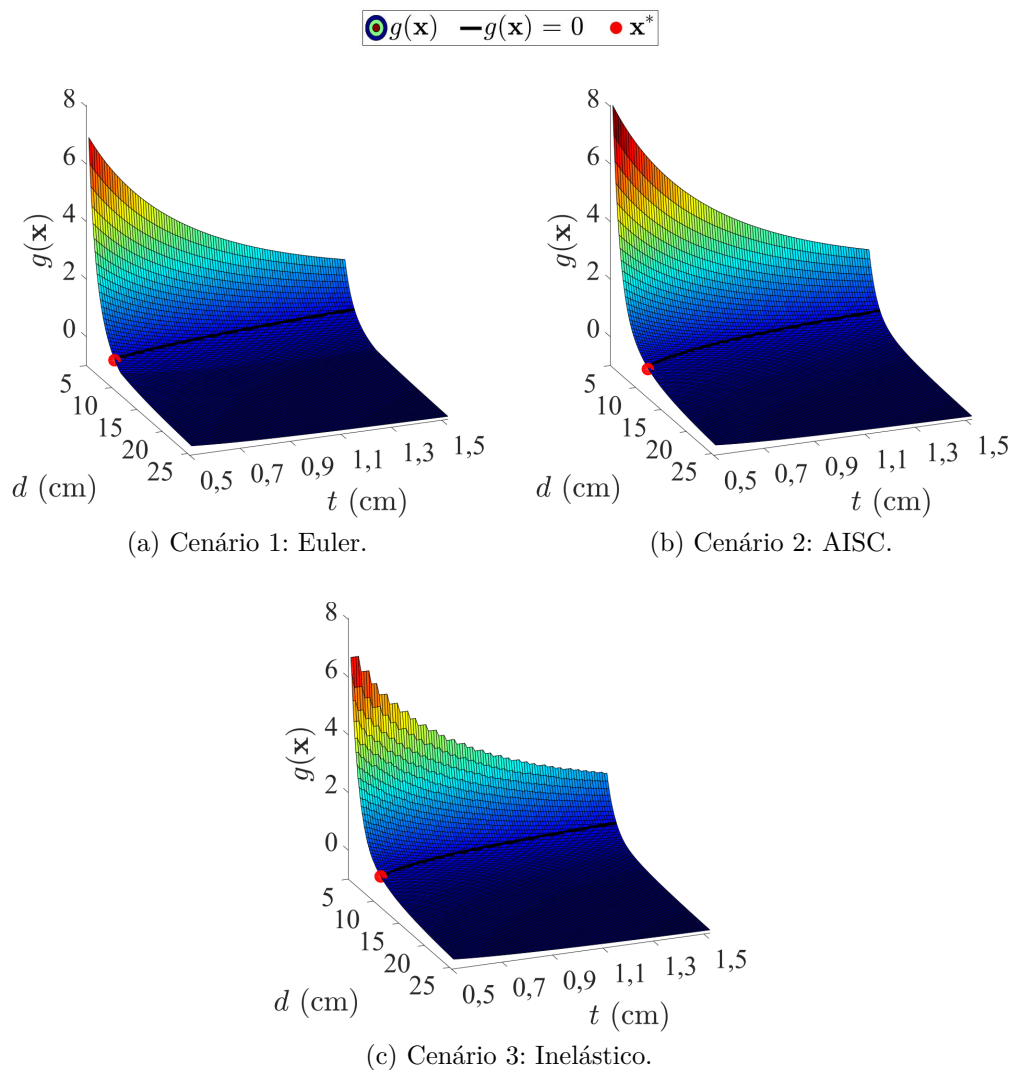 g(x) g(x) = 0 x*
8
6
4
2
0
g(x)
5
10
15
20
25
d (cm)
0,5 0,7 0,9 1,1 1,3 1,5
t (cm)
(a) Cenário 1: Euler.
8
6
4
2
0
g(x)
5
10
15
20
25
d (cm)
0,5 0,7 0,9 1,1 1,3 1,5
t (cm)
(b) Cenário 2: AISC.
8
6
4
2
0
g(x)
5
10
15
20
25
d (cm)
0,5 0,7 0,9 1,1 1,3 1,5
t (cm)
(c) Cenário 3: Inelástico.